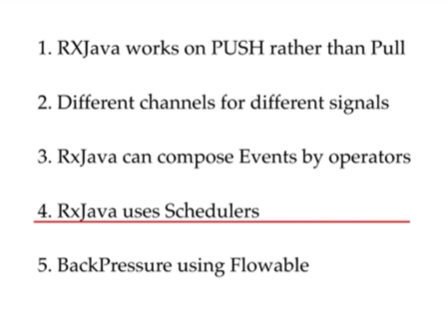 1. RXJava works on PUSH rather than Pull
2. Different channels for different signals
3. RxJava can compose Events by operators
4. RxJava uses Schedulers
5. BackPressure using Flowable